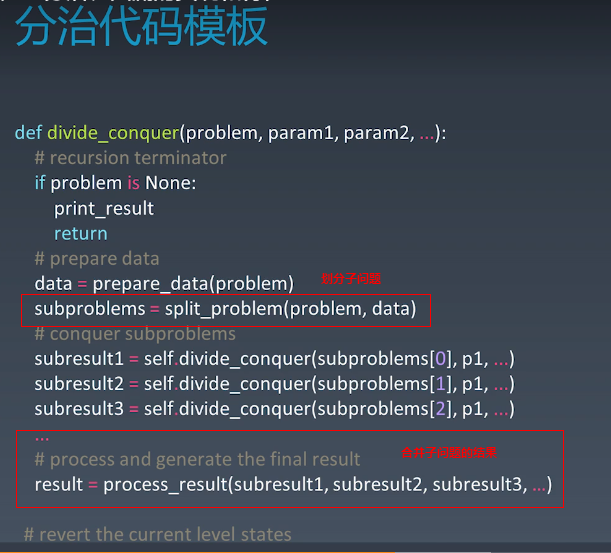 分治代码模板
def divide_conquer(problem, param1, param2, ...):
# recursion terminator
if problem is None:
print_result
return
# prepare data
data = prepare_data(problem)
subproblems = split_problem(problem, data)
# conquer subproblems
subresult1 = self.divide_conquer(subproblems[0], p1, ...)
subresult2 = self.divide_conquer(subproblems[1], p1, ...)
subresult3 = self.divide_conquer(subproblems[2], p1, ...)
...
# process and generate the final result
result = process_result(subresult1, subresult2, subresult3, ...)
# revert the current level states